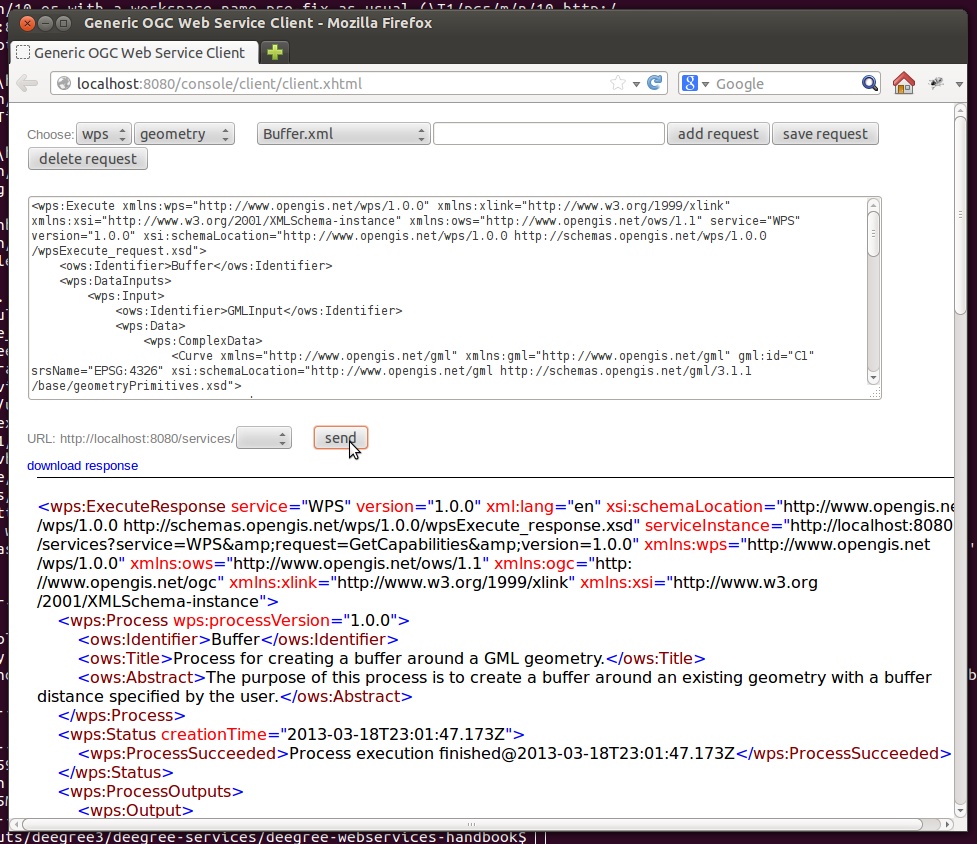 /10 or with a workspace name pre fix as usual (\I1/pcs/m/n/10 http:/
Generic OGC Web Service Client - Mozilla Firefox
Generic OGC Web Service Client
localhost:8080/console/client/client.xhtml
Google
Choose: wps geometry Buffer.xml add request save request
delete request
<wps:Execute xmlns:wps="http://www.opengis.net/wps/1.0.0" xmlns:xlink="http://www.w3.org/1999/xlink"
xmlns:xsi="http://www.w3.org/2001/XMLSchema-instance" xmlns:ows="http://www.opengis.net/ows/1.1" service="WPS"
version="1.0.0" xsi:schemaLocation="http://www.opengis.net/wps/1.0.0 http://schemas.opengis.net/wps/1.0.0
/wpsExecute_request.xsd">
<ows:Identifier>Buffer</ows:Identifier>
<wps:DataInputs>
<wps:Input>
<ows:Identifier>GMLInput</ows:Identifier>
<wps:Data>
<wps:ComplexData>
<Curve xmlns="http://www.opengis.net/gml" xmlns:gml="http://www.opengis.net/gml" gml:id="C1"
srsName="EPSG:4326" xsi:schemaLocation="http://www.opengis.net/gml http://schemas.opengis.net/gml/3.1.1
/base/geometryPrimitives.xsd">
URL: http://localhost:8080/services/ send
download response
<wps:ExecuteResponse service="WPS" version="1.0.0" xml:lang="en" xsi:schemaLocation="http://www.opengis.ne
/wps/1.0.0 http://schemas.opengis.net/wps/1.0.0/wpsExecute_response.xsd" serviceInstance="http://localhost:8080
/services?service=WPS&amp;request=GetCapabilities&amp;version=1.0.0" xmlns:wps="http://www.opengis.net
/wps/1.0.0" xmlns:ows="http://www.opengis.net/ows/1.1" xmlns:ogc="http:
//www.opengis.net/ogc" xmlns:xlink="http://www.w3.org/1999/xlink" xmlns:xsi="http://www.w3.org
/2001/XMLSchema-instance">
<wps:Process wps:processVersion="1.0.0">
<ows:Identifier>Buffer</ows:Identifier>
<ows:Title>Process for creating a buffer around a GML geometry.</ows:Title>
<ows:Abstract>The purpose of this process is to create a buffer around an existing geometry with a buffer
distance specified by the user.</ows:Abstract>
</wps:Process>
<wps:Status creationTime="2013-03-18T23:01:47.173Z">
<wps:ProcessSucceeded>Process execution finished@2013-03-18T23:01:47.173Z</wps:ProcessSucceeded>
</wps:Status>
<wps:ProcessOutputs>
<wps:Output>
uts/deegree3/deegree-services/deegree-webservices-handbook$